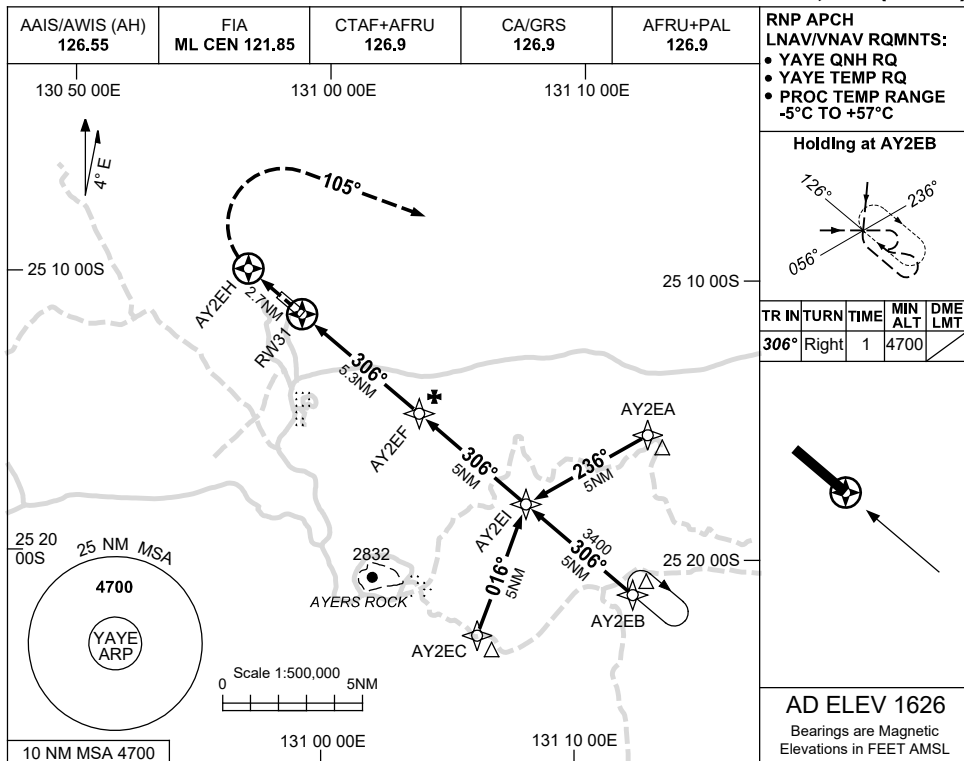 AAIS/AWIS (AH)
126.55
FIA
ML CEN 121.85
CTAF+AFRU
126.9
CA/GRS
126.9
AFRU+PAL
126.9
RNP APCH
LNAV/VNAV RQMNTS:
• YAYE QNH RQ
• YAYE TEMP RQ
• PROC TEMP RANGE
-5°C TO +57°C
130 50 00E
131 00 00E
131 10 00E
4° E
105°
Holding at AY2EB
126°
236°
056°
25 10 00S
25 10 00S
AY2EH
2.7NM
RW31
TR IN TURN TIME MIN ALT DME LMT
306° Right 1 4700
306°
5.3NM
AY2EF
AY2EA
306°
5NM
236°
5NM
AY2EI
25 20
00S
25 NM MSA
4700
YAYE
ARP
2832
AYERS ROCK
016°
5NM
3400
306°
5NM
25 20 00S
AY2EB
AY2EC
Scale 1:500,000
0 5NM
10 NM MSA 4700
131 00 00E
131 10 00E
AD ELEV 1626
Bearings are Magnetic
Elevations in FEET AMSL